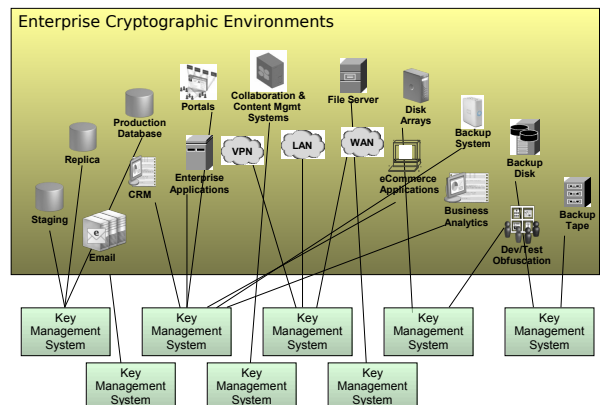 Enterprise Cryptographic Environments
Portals
Collaboration &
Content Mgmt
Systems
File Server
Disk
Arrays
Production
Database
Backup
System
Replica
VPN
LAN
WAN
Backup
Disk
Enterprise
Applications
eCommerce
Applications
CRM
Staging
Business
Analytics
Backup
Tape
e
Email
Dev/Test
Obfuscation
Key
Management
System
Key
Management
System
Key
Management
System
Key
Management
System
Key
Management
System
Key
Management
System
Key
Management
System
Key
Management
System